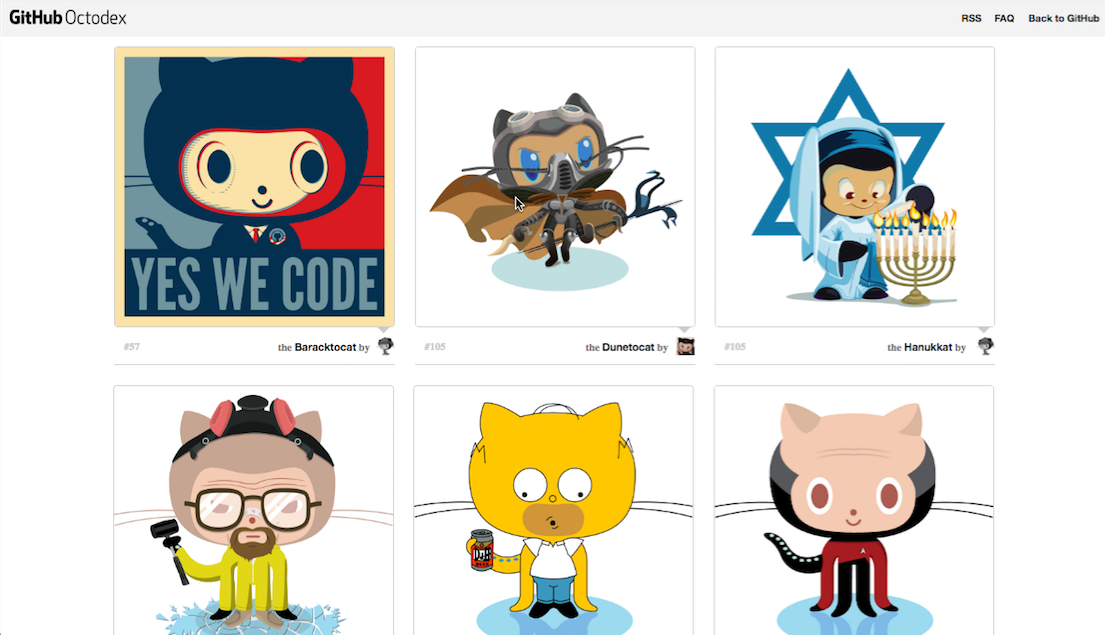 GitHub Octodex
RSS FAQ Back to GitHub
YES WE CODE
#57 the Baracktocat by
#105 the Dunetocat by
#105 the Hanukkat by
Duff
BEER